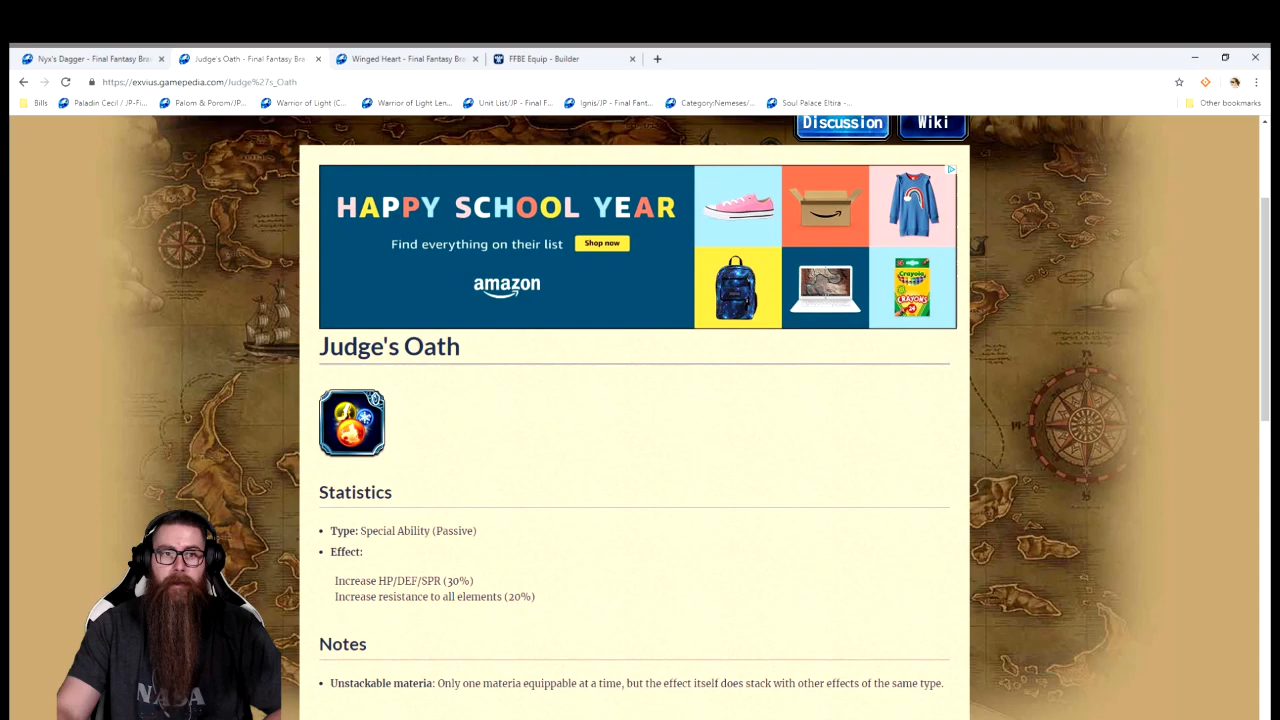 Nyx's Dagger - Final Fantasy Bra
Judge's Oath - Final Fantasy Bra
Winged Heart - Final Fantasy Bra
FFBE Equip - Builder
https://exvius.gamepedia.com/Judge%27s_Oath
Bills
Paladin Cecil / JP-Fi...
Palom & Porom/JP...
Warrior of Light (C...
Warrior of Light Len...
Unit List/JP - Final F...
Ignis/JP - Final Fant...
Category:Nemeses/...
Soul Palace Eltira -...
Other bookmarks
Discussion
Wiki
HAPPY SCHOOL YEAR
Find everything on their list
Shop now
amazon
Crayola
CRAYONS
Judge's Oath
Statistics
• Type: Special Ability (Passive)
• Effect:
Increase HP/DEF/SPR (30%)
Increase resistance to all elements (20%)
Notes
• Unstackable materia: Only one materia equippable at a time, but the effect itself does stack with other effects of the same type.
NASA